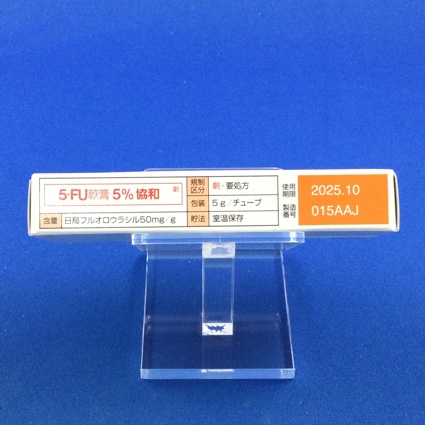 5-FU軟膏5%協和 劇
含量 日局フルオロウラシル50mg/g
規制区分 劇・要処方
包装 5g/チューブ
貯法 室温保存
使用期限 2025.10
製造番号 015AAJ